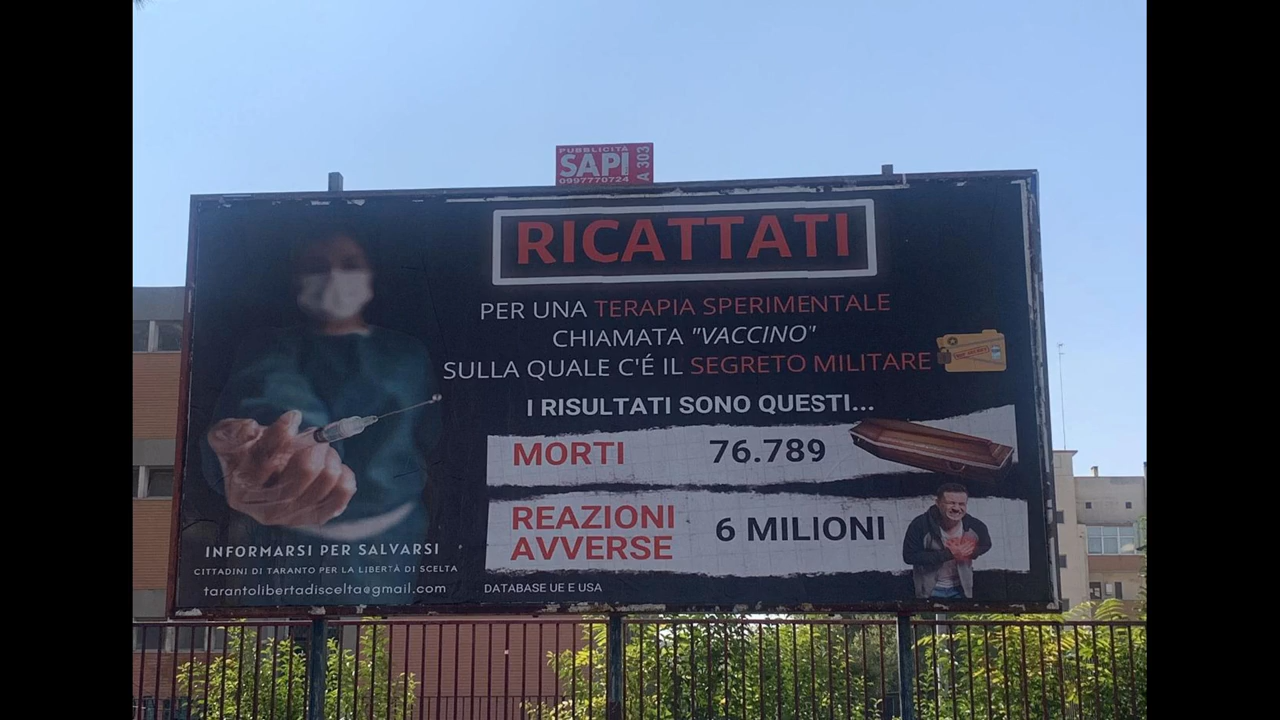 PUBBLICITÀ
SAPI
0997770724
A 303
RICATTATI
PER UNA TERAPIA SPERIMENTALE
CHIAMATA "VACCINO"
SULLA QUALE C'É IL SEGRETO MILITARE
I RISULTATI SONO QUESTI...
MORTI 76.789
REAZIONI
AVVERSE 6 MILIONI
INFORMARSI PER SALVARSI
CITTADINI DI TARANTO PER LA LIBERTÀ DI SCELTA
tarantolibertadiscelta@gmail.com
DATABASE UE E USA